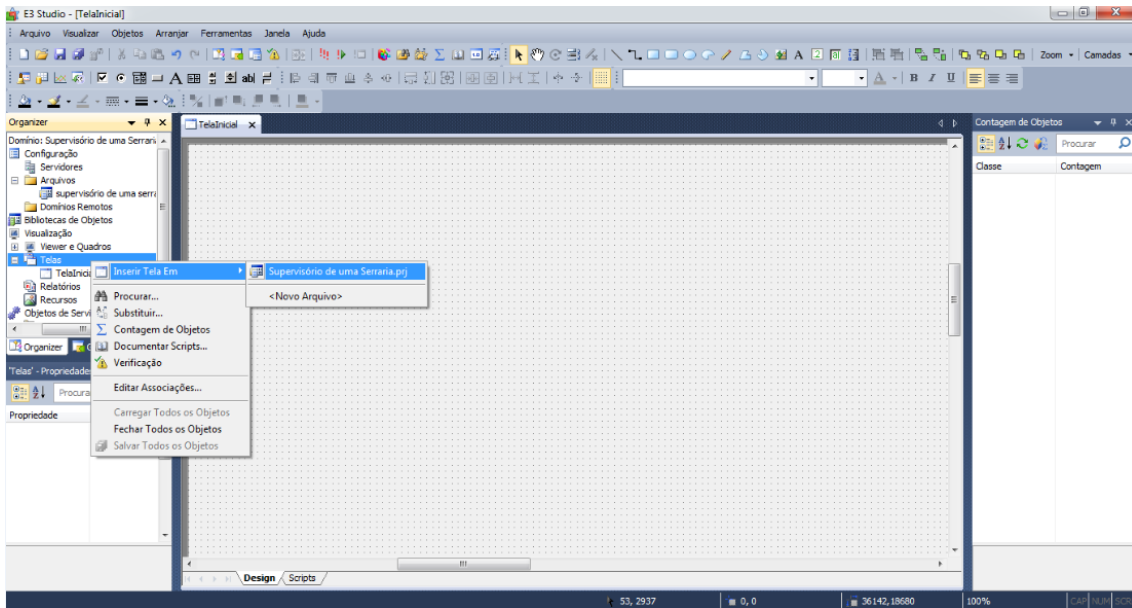 E3 Studio - [TelaInicial]
Arquivo Visualizar Objetos Arranjar Ferramentas Janela Ajuda
Zoom Camadas
A B I U
Organizer
TelaInicial x
Contagem de Objetos
Domínio: Supervisório de uma Serrari
Configuração
Servidores
Arquivos
supervisório de uma serra
Domínios Remotos
Bibliotecas de Objetos
Visualização
Viewer e Quadros
Telas
TelaInicia
Relatórios
Recursos
Objetos de Servi
Organizer
Procurar
Classe Contagem
Inserir Tela Em
Supervisório de uma Serraria.prj
<Novo Arquivo>
Procurar...
Substituir...
Contagem de Objetos
Documentar Scripts...
Verificação
Editar Associações...
Carregar Todos os Objetos
Fechar Todos os Objetos
Salvar Todos os Objetos
'Telas' - Propriedade
Procura
Propriedade
Design Scripts
53, 2937 0, 0 36142,18680 100% CAP NUM SCR